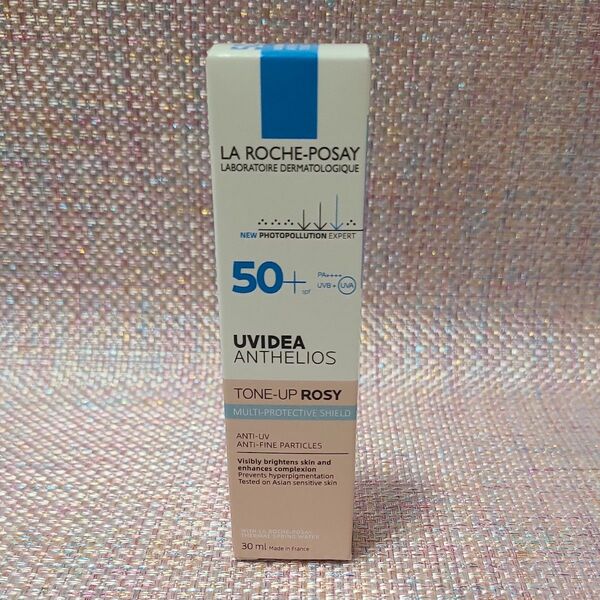 LA ROCHE-POSAY
LABORATOIRE DERMATOLOGIQUE
NEW PHOTOPOLLUTION EXPERT
50+
spf
PA++++
UVB + UVA
UVIDEA
ANTHELIOS
TONE-UP ROSY
MULTI-PROTECTIVE SHIELD
ANTI-UV
ANTI-FINE PARTICLES
Visibly brightens skin and
enhances complexion
Prevents hyperpigmentation
Tested on Asian sensitive skin
WITH LA ROCHE-POSAY
THERMAL SPRING WATER
30 ml Made in France